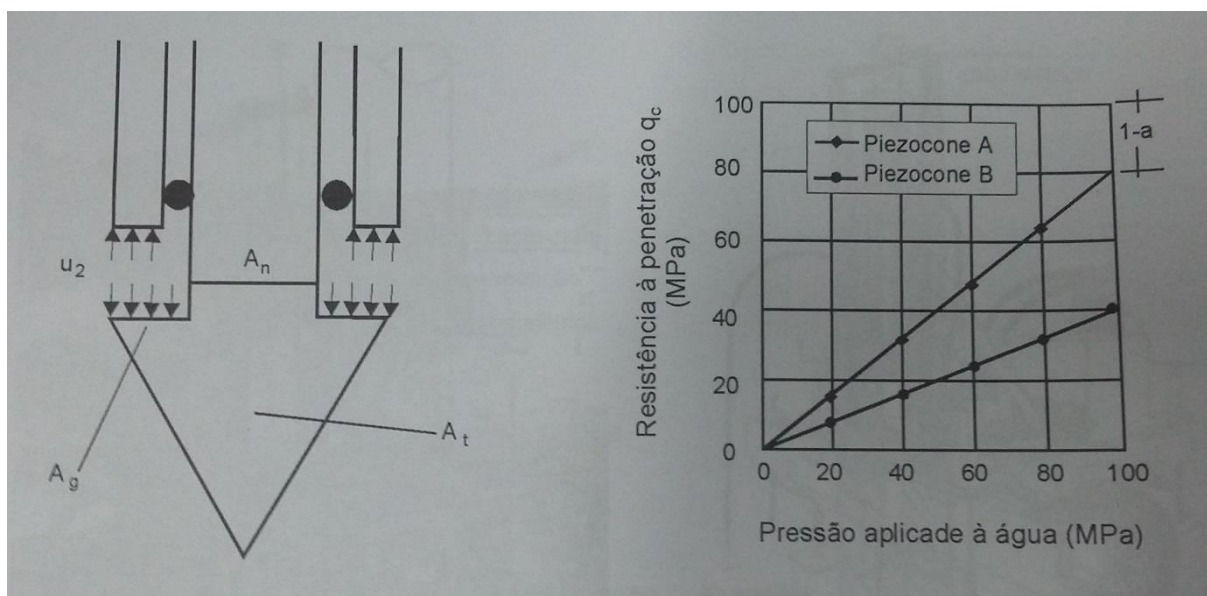 u2
An
Ag
At
Resistência à penetração qc
(MPa)
100
80
60
40
20
0
Piezocone A
Piezocone B
1-a
0 20 40 60 80 100
Pressão aplicade à água (MPa)